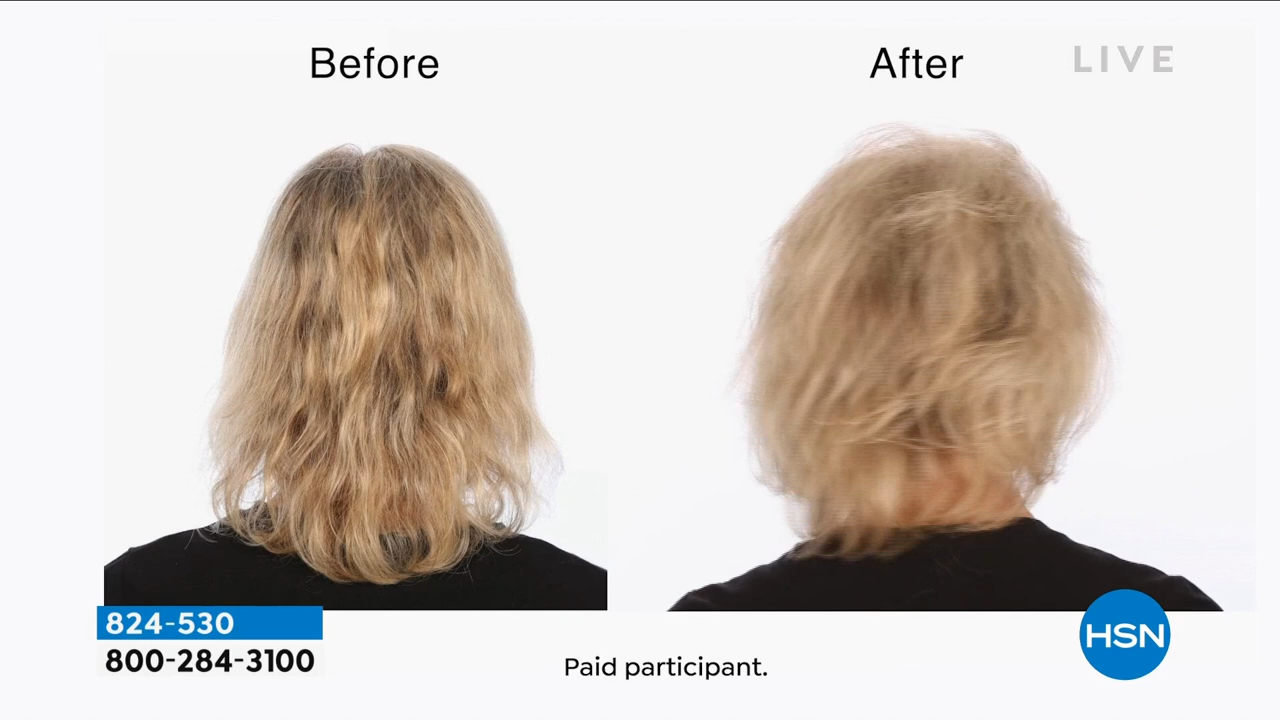 Before
After
LIVE
824-530
800-284-3100
Paid participant.
HSN